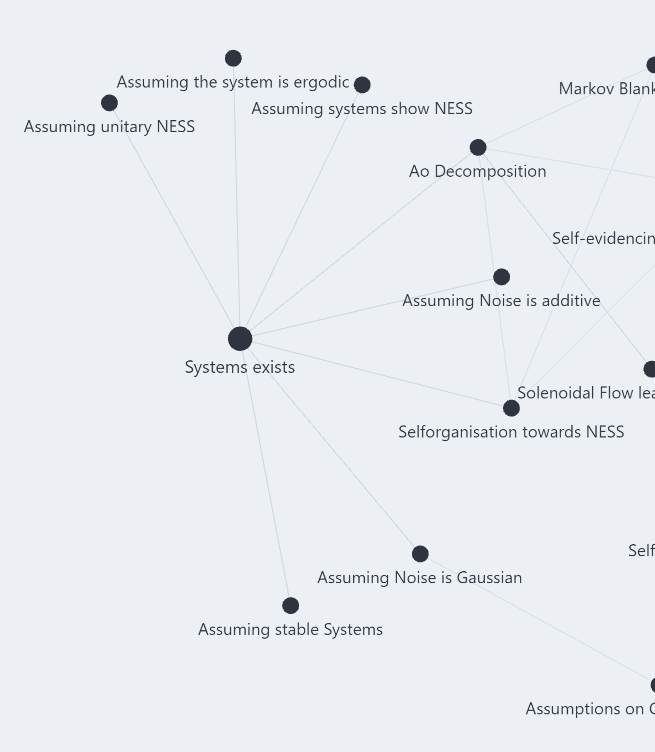 Assuming the system is ergodic
Markov Blank
Assuming systems show NESS
Assuming unitary NESS
Ao Decomposition
Self-evidencin
Assuming Noise is additive
Systems exists
Solenoidal Flow lea
Selforganisation towards NESS
Self
Assuming Noise is Gaussian
Assuming stable Systems
Assumptions on